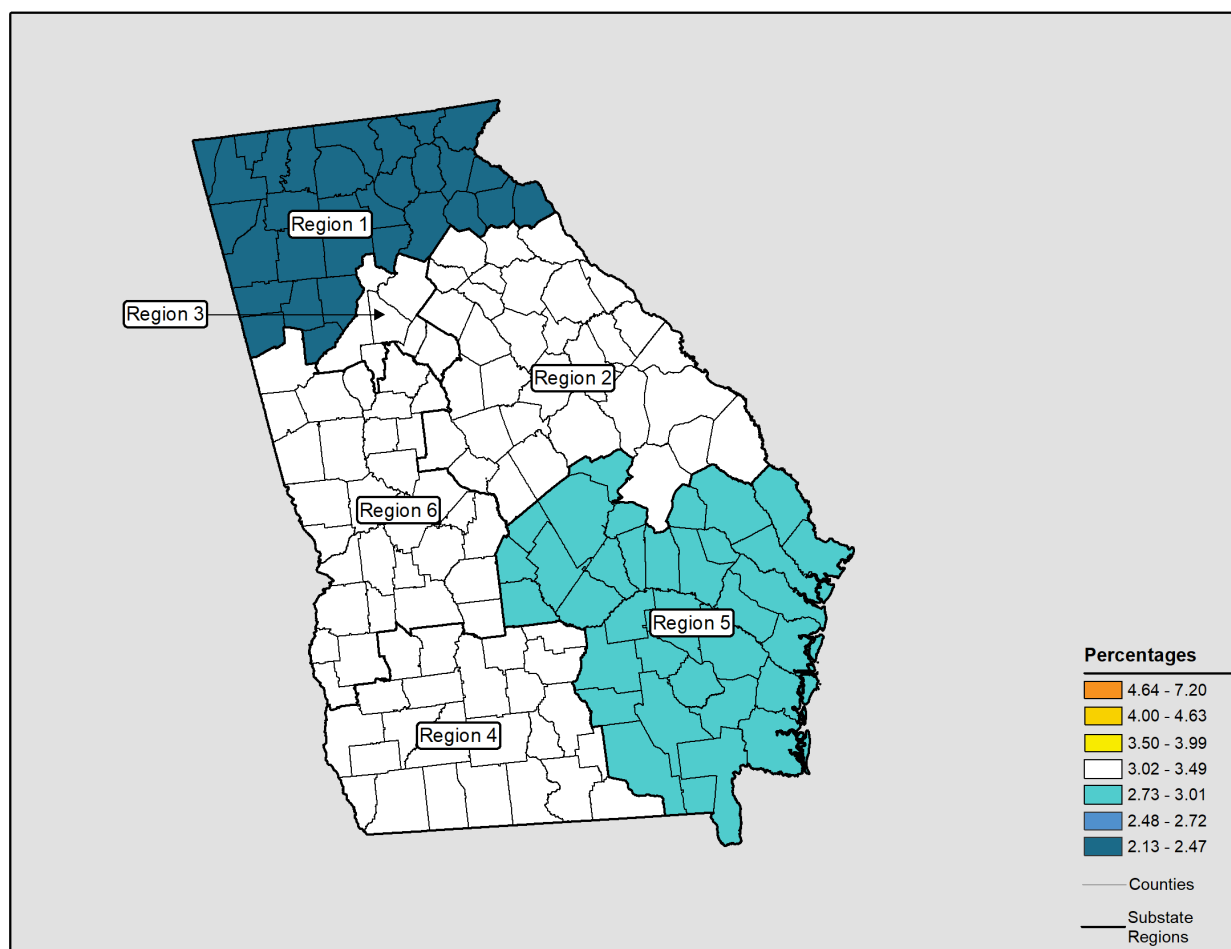 Region 1
Region 3
Region 2
Region 6
Region 5
Region 4
Percentages
4.64 - 7.20
4.00 - 4.63
3.50 - 3.99
3.02 - 3.49
2.73 - 3.01
2.48 - 2.72
2.13 - 2.47
Counties
Substate
Regions